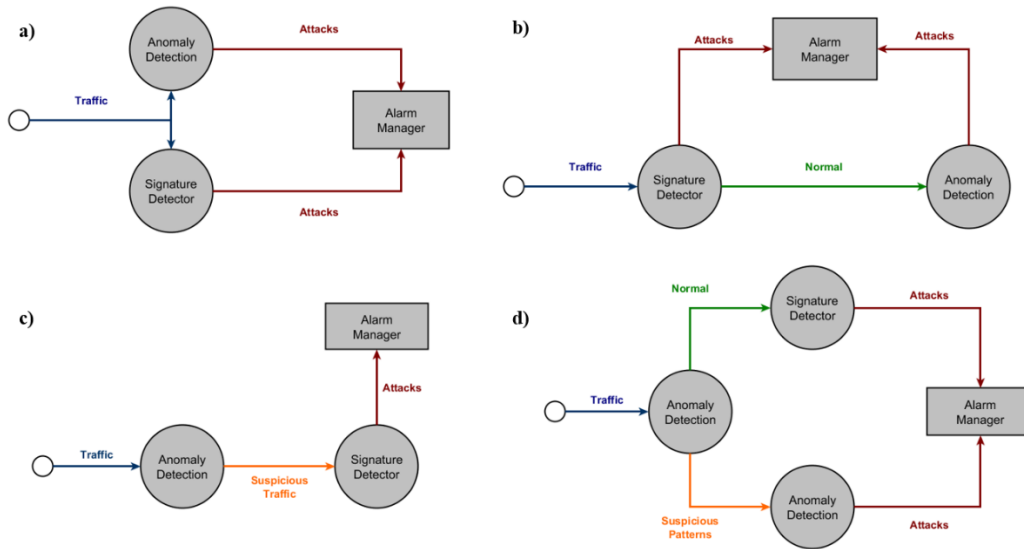 a)
Anomaly
Detection
Attacks
Traffic
Alarm
Manager
Signature
Detector
Attacks
b)
Attacks
Alarm
Manager
Attacks
Traffic
Signature
Detector
Normal
Anomaly
Detection
c)
Alarm
Manager
Attacks
Traffic
Anomaly
Detection
Suspicious
Traffic
Signature
Detector
d)
Normal
Signature
Detector
Attacks
Traffic
Anomaly
Detection
Alarm
Manager
Suspicious
Patterns
Anomaly
Detection
Attacks